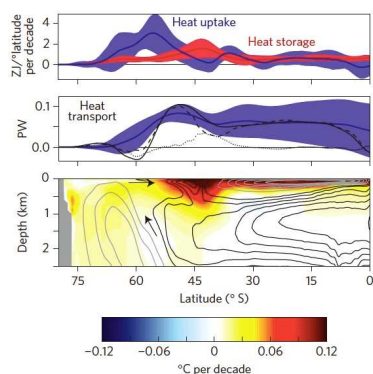 ZJ/°latitude
per decade
4
2
0
Heat uptake
Heat storage
PW
0.1
0.0
Heat
transport
Depth (km)
0
1
2
75 60 45 30 15 0
Latitude (° S)
−0.12 −0.06 0 0.06 0.12
°C per decade